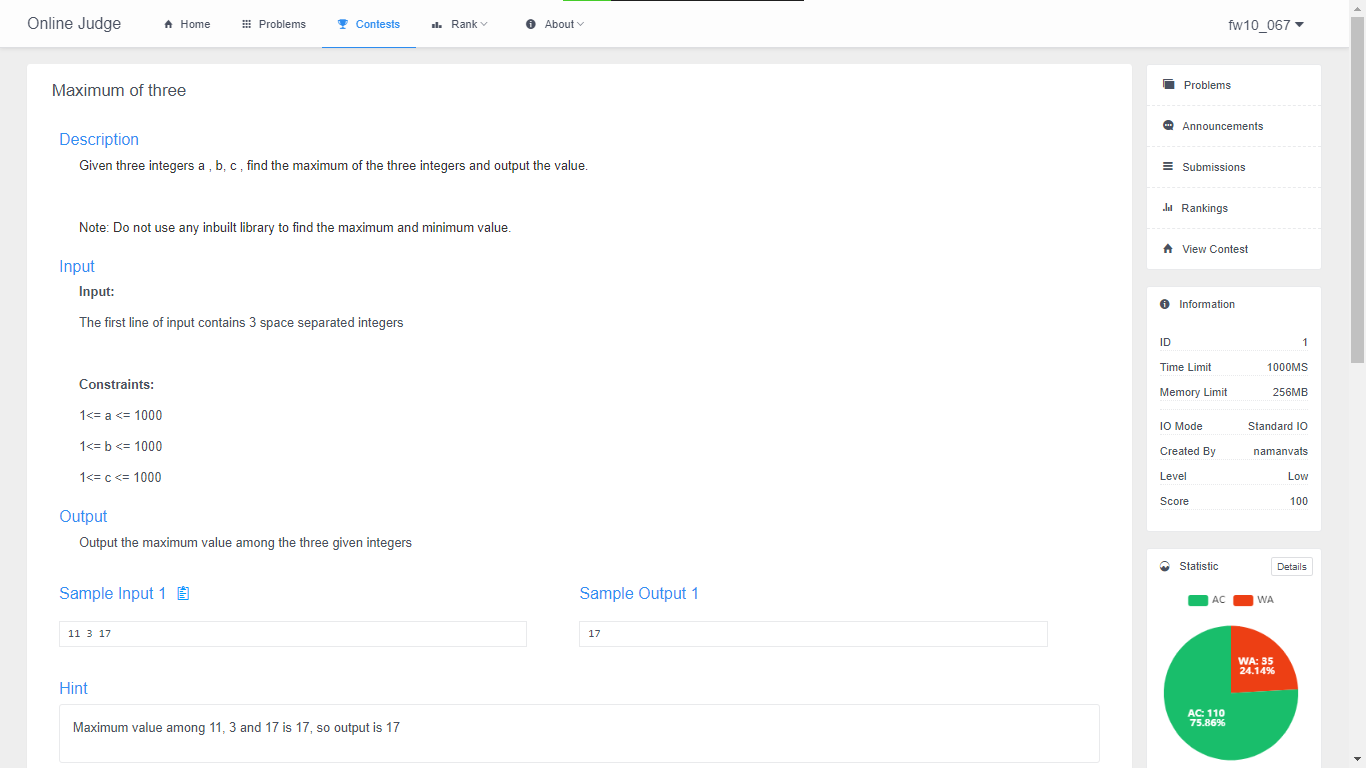 Online Judge
Home
Problems
Contests
Rank
About
fw10_067
Maximum of three
Description
Given three integers a , b, c , find the maximum of the three integers and output the value.
Note: Do not use any inbuilt library to find the maximum and minimum value.
Input
Input:
The first line of input contains 3 space separated integers
Constraints:
1<= a <= 1000
1<= b <= 1000
1<= c <= 1000
Output
Output the maximum value among the three given integers
Sample Input 1
11 3 17
Sample Output 1
17
Hint
Maximum value among 11, 3 and 17 is 17, so output is 17
Problems
Announcements
Submissions
Rankings
View Contest
Information
ID 1
Time Limit 1000MS
Memory Limit 256MB
IO Mode Standard IO
Created By namanvats
Level Low
Score 100
Statistic
Details
AC WA
WA: 35
24.14%
AC: 110
75.86%